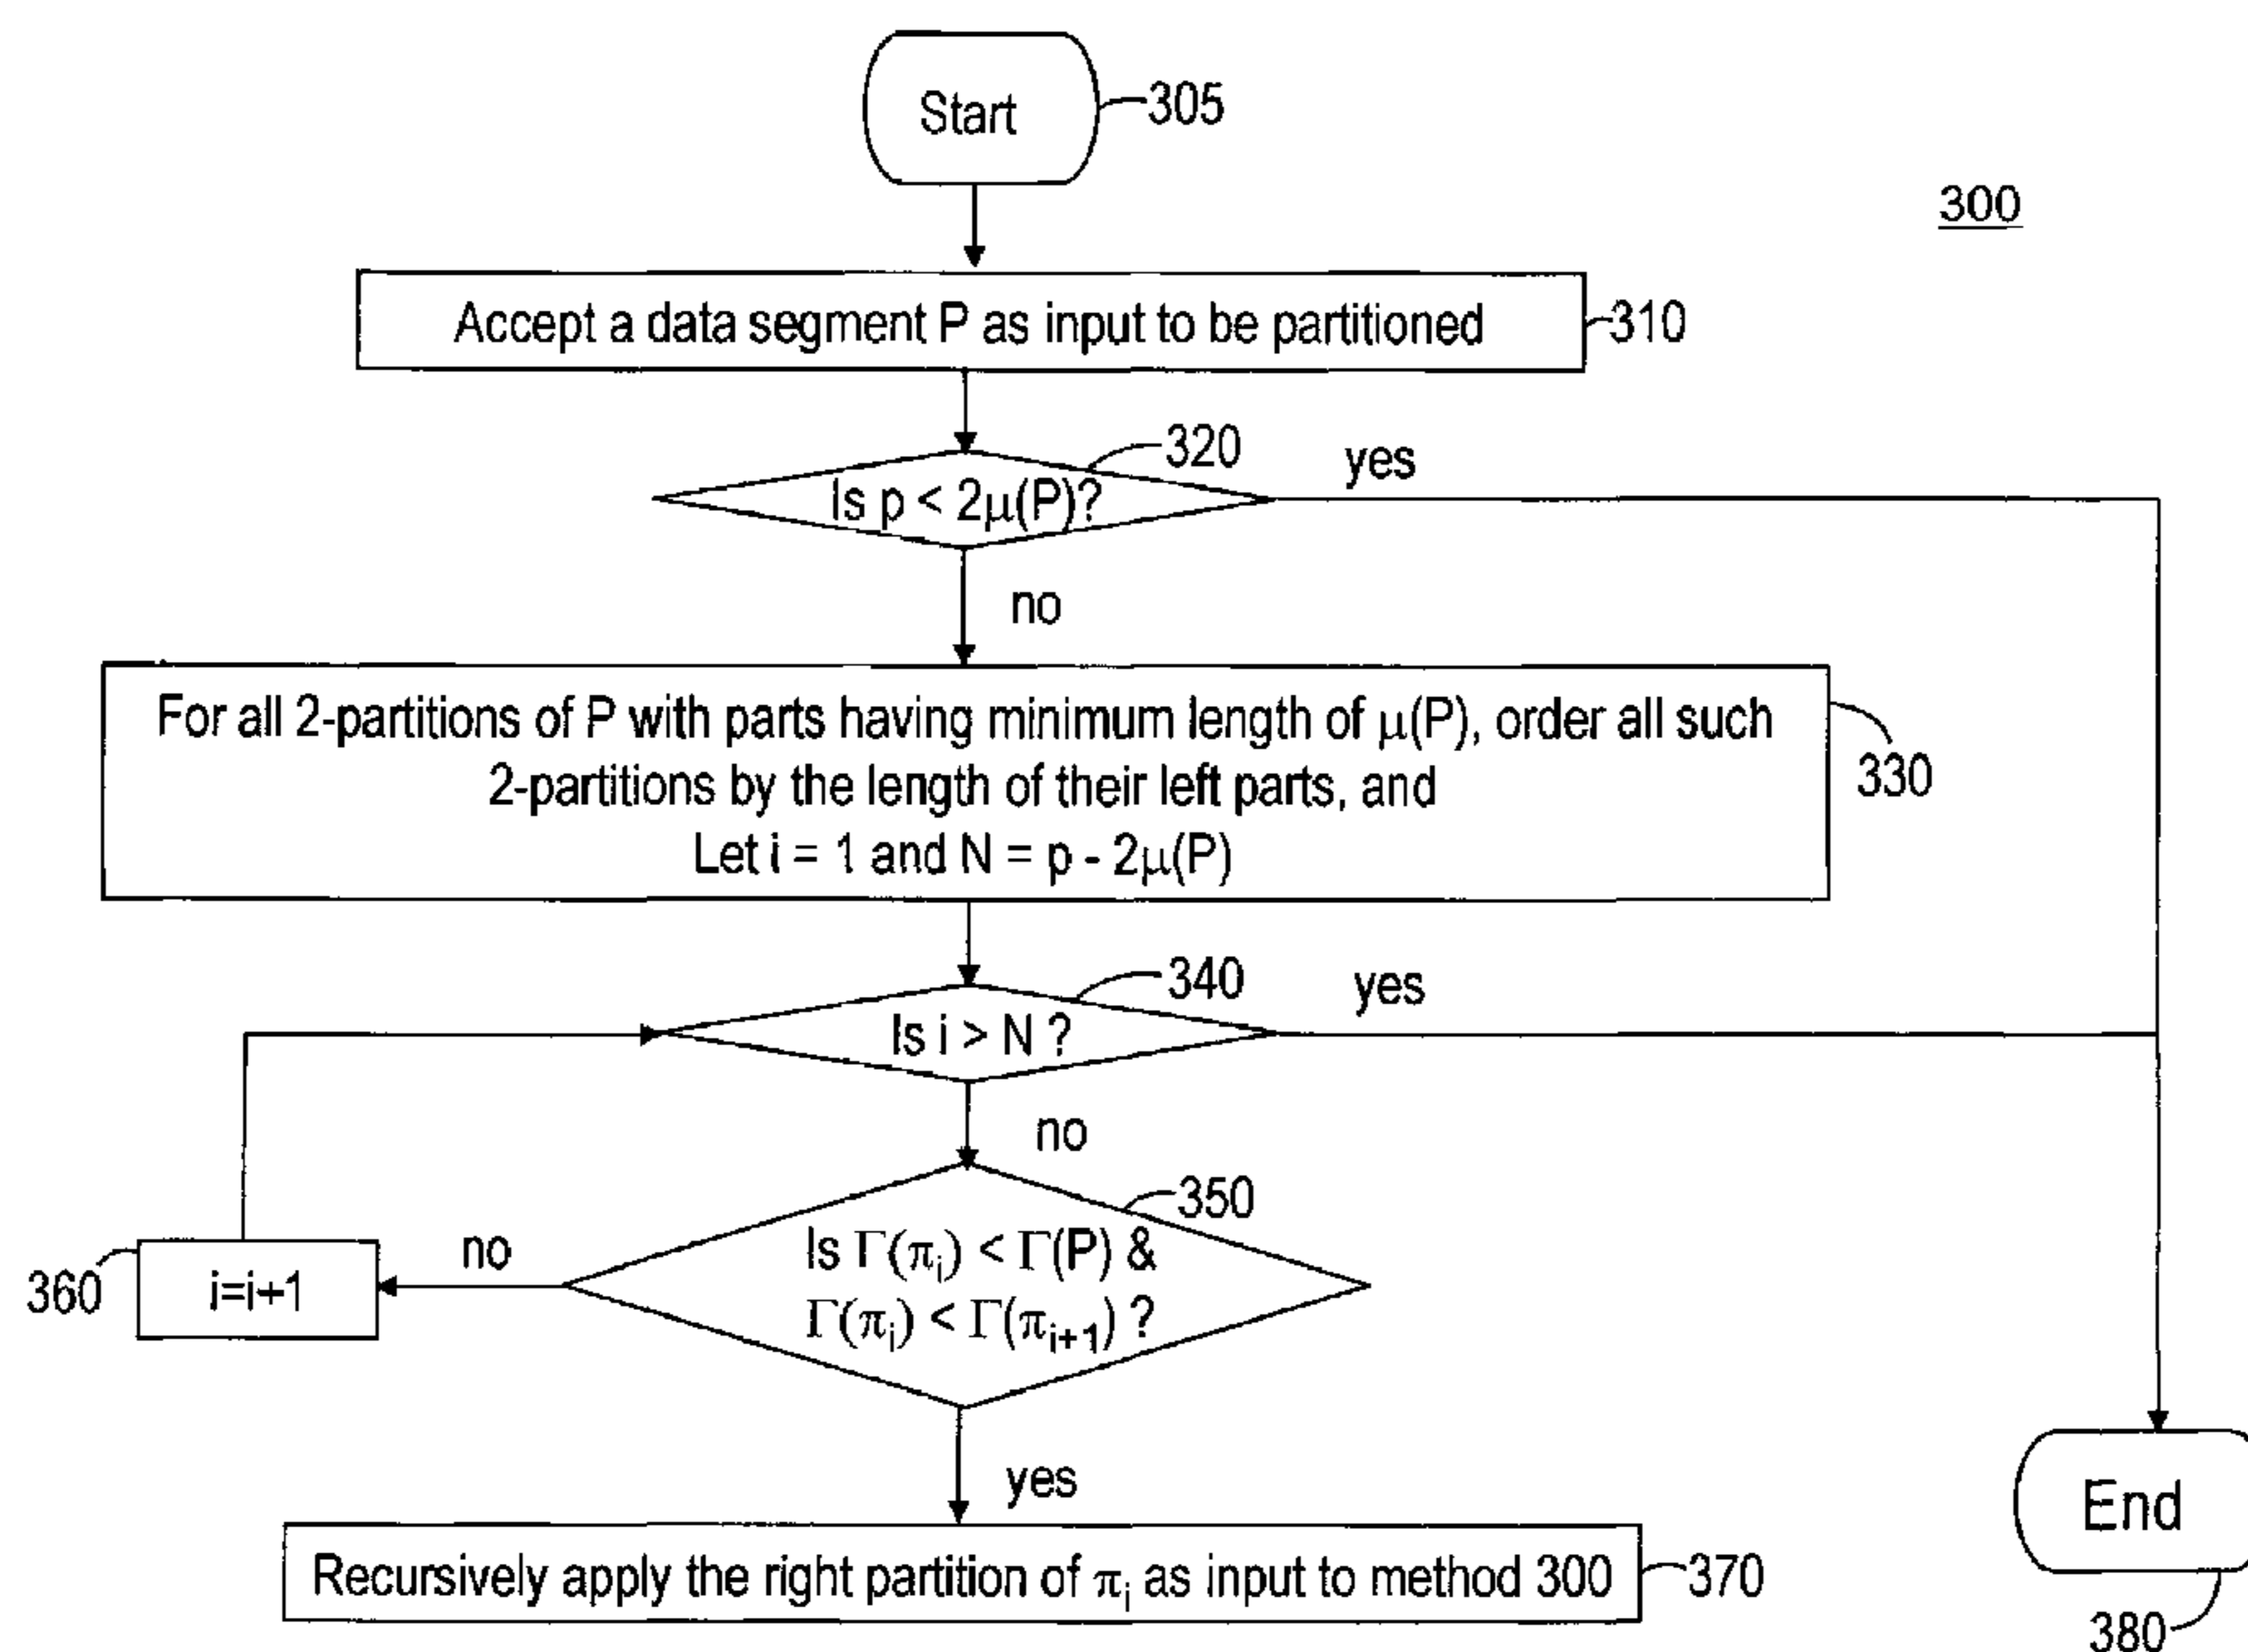 Start
305
300
Accept a data segment P as input to be partitioned
310
320
yes
Is p < 2μ(P)?
no
For all 2-partitions of P with parts having minimum length of μ(P), order all such
2-partitions by the length of their left parts, and
Let i = 1 and N = p - 2μ(P)
330
340
yes
Is i > N ?
no
350
Is Γ(πi) < Γ(P) &
Γ(πi) < Γ(πi+1) ?
no
i=i+1
360
yes
Recursively apply the right partition of πi as input to method 300
370
End
380